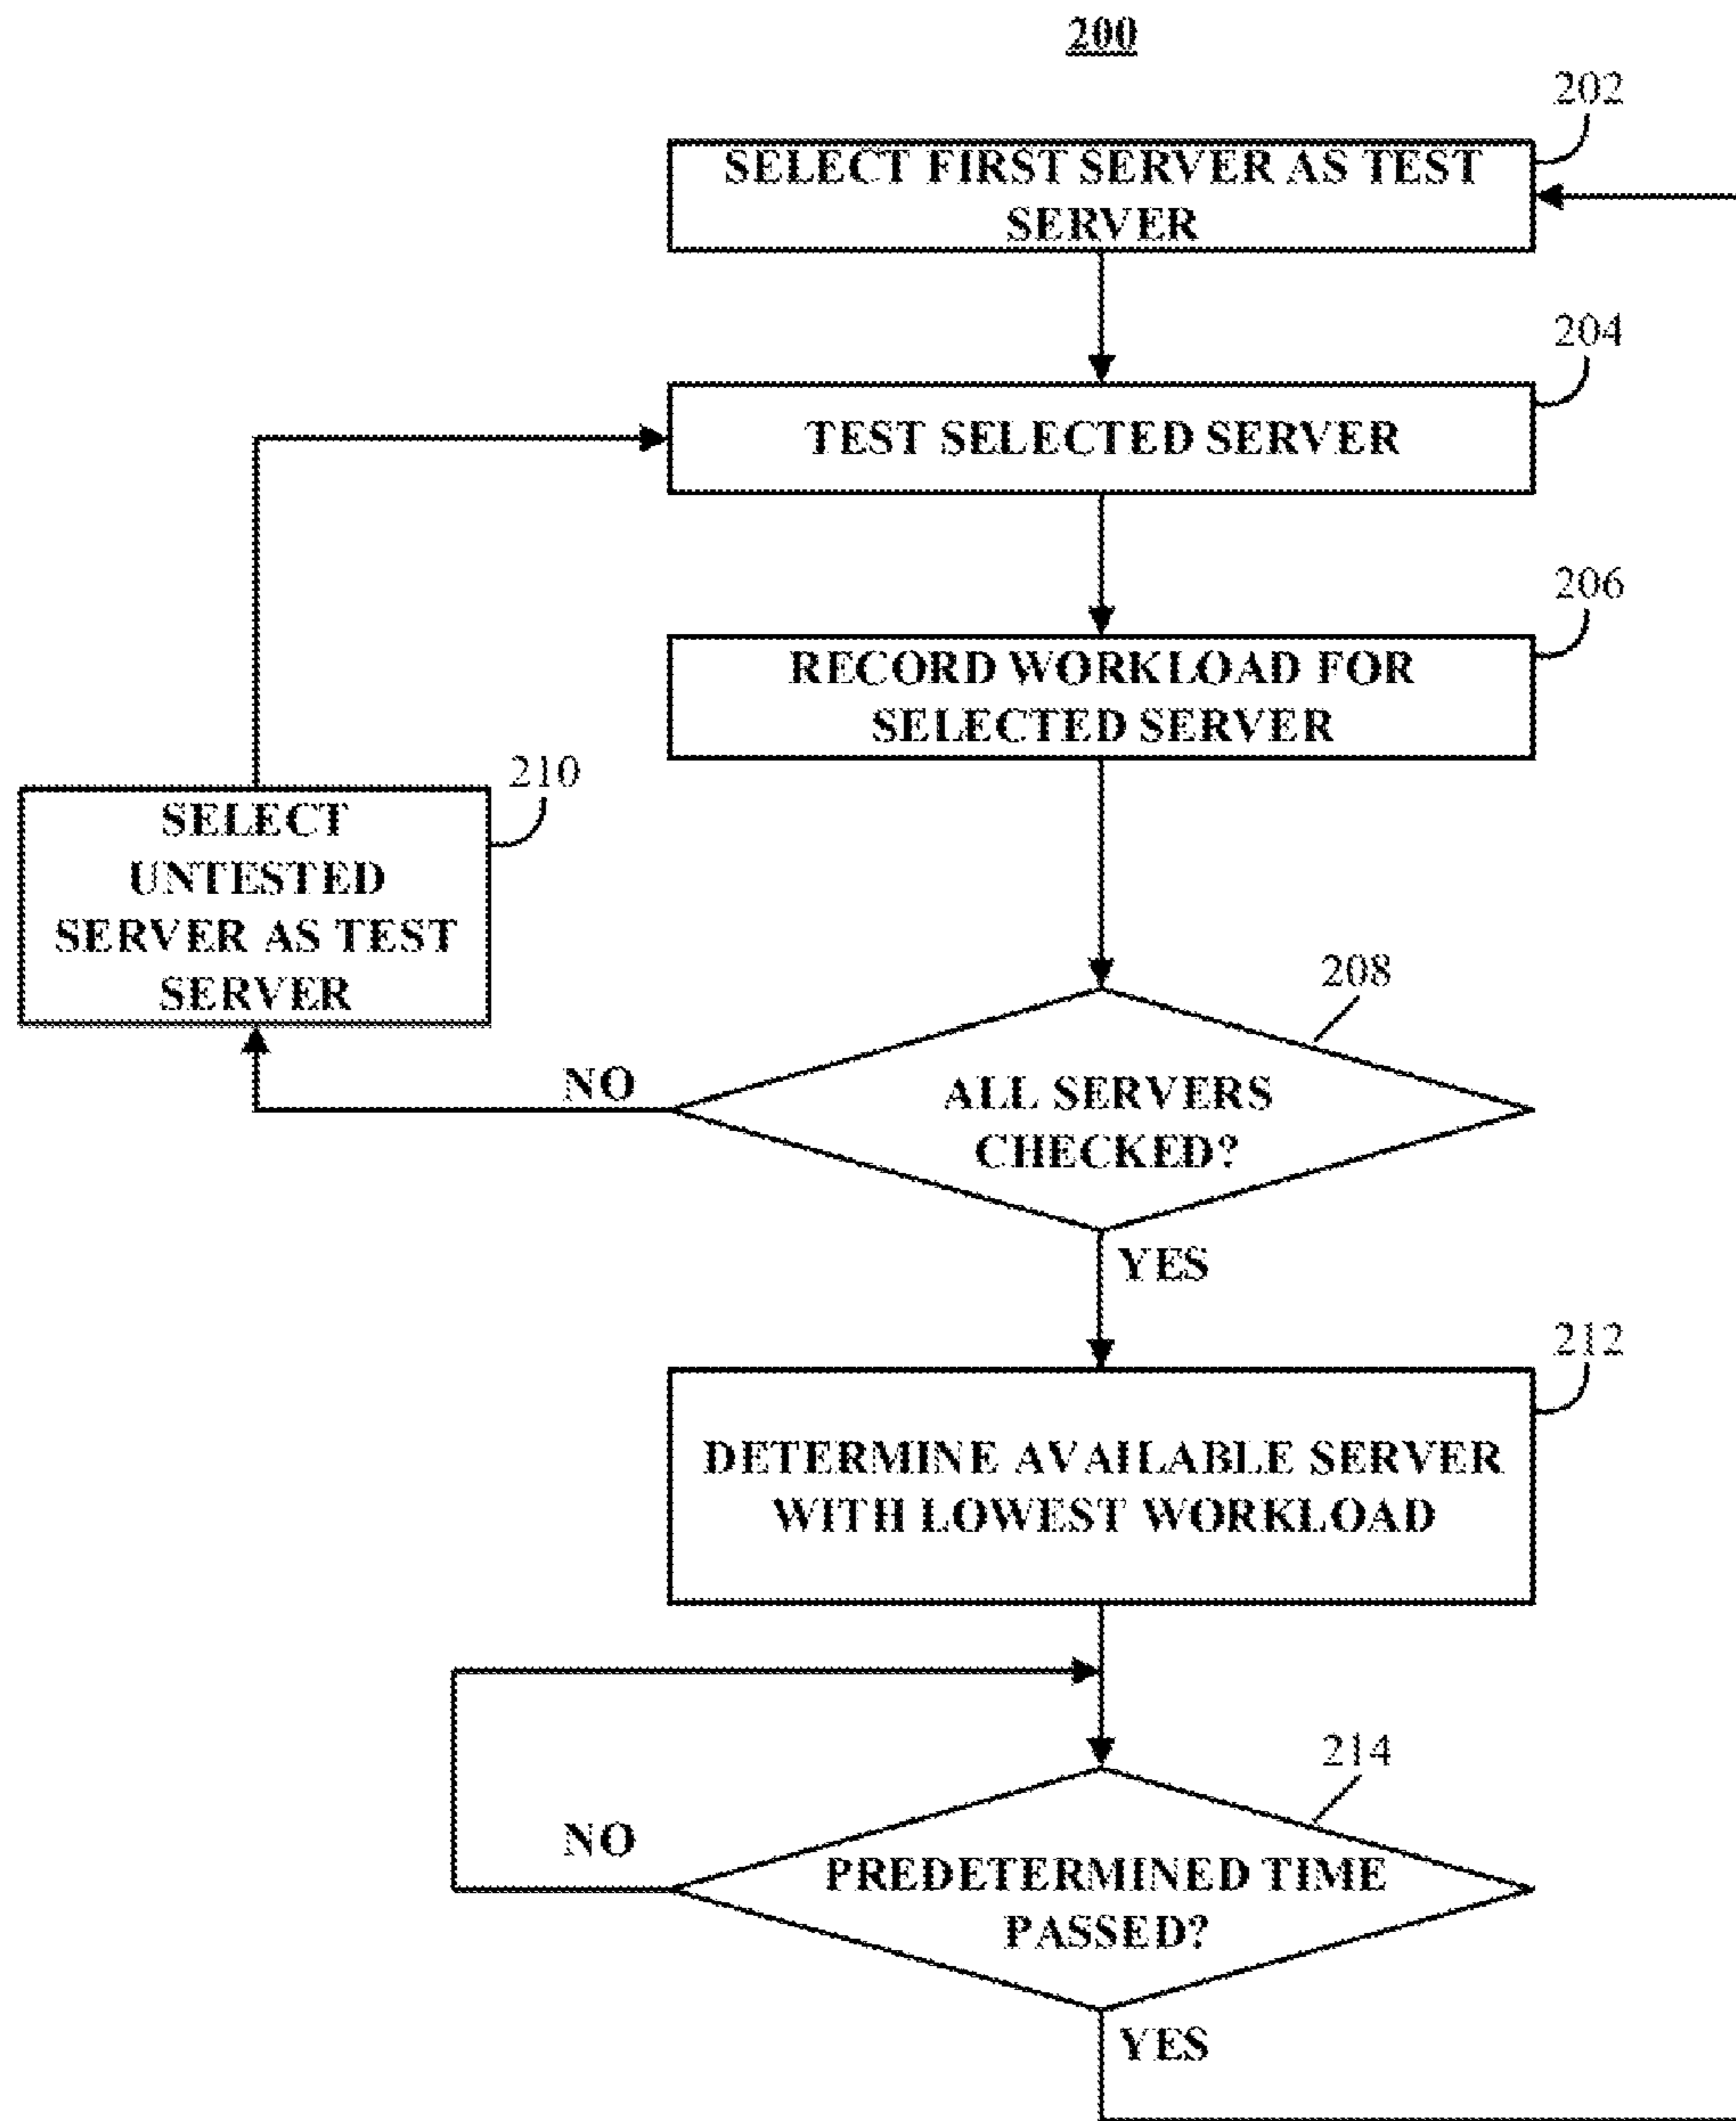 200
202
SELECT FIRST SERVER AS TEST
SERVER
204
TEST SELECTED SERVER
206
RECORD WORKLOAD FOR
SELECTED SERVER
210
SELECT
UNTESTED
SERVER AS TEST
SERVER
208
NO
ALL SERVERS
CHECKED?
YES
212
DETERMINE AVAILABLE SERVER
WITH LOWEST WORKLOAD
214
NO
PREDETERMINED TIME
PASSED?
YES